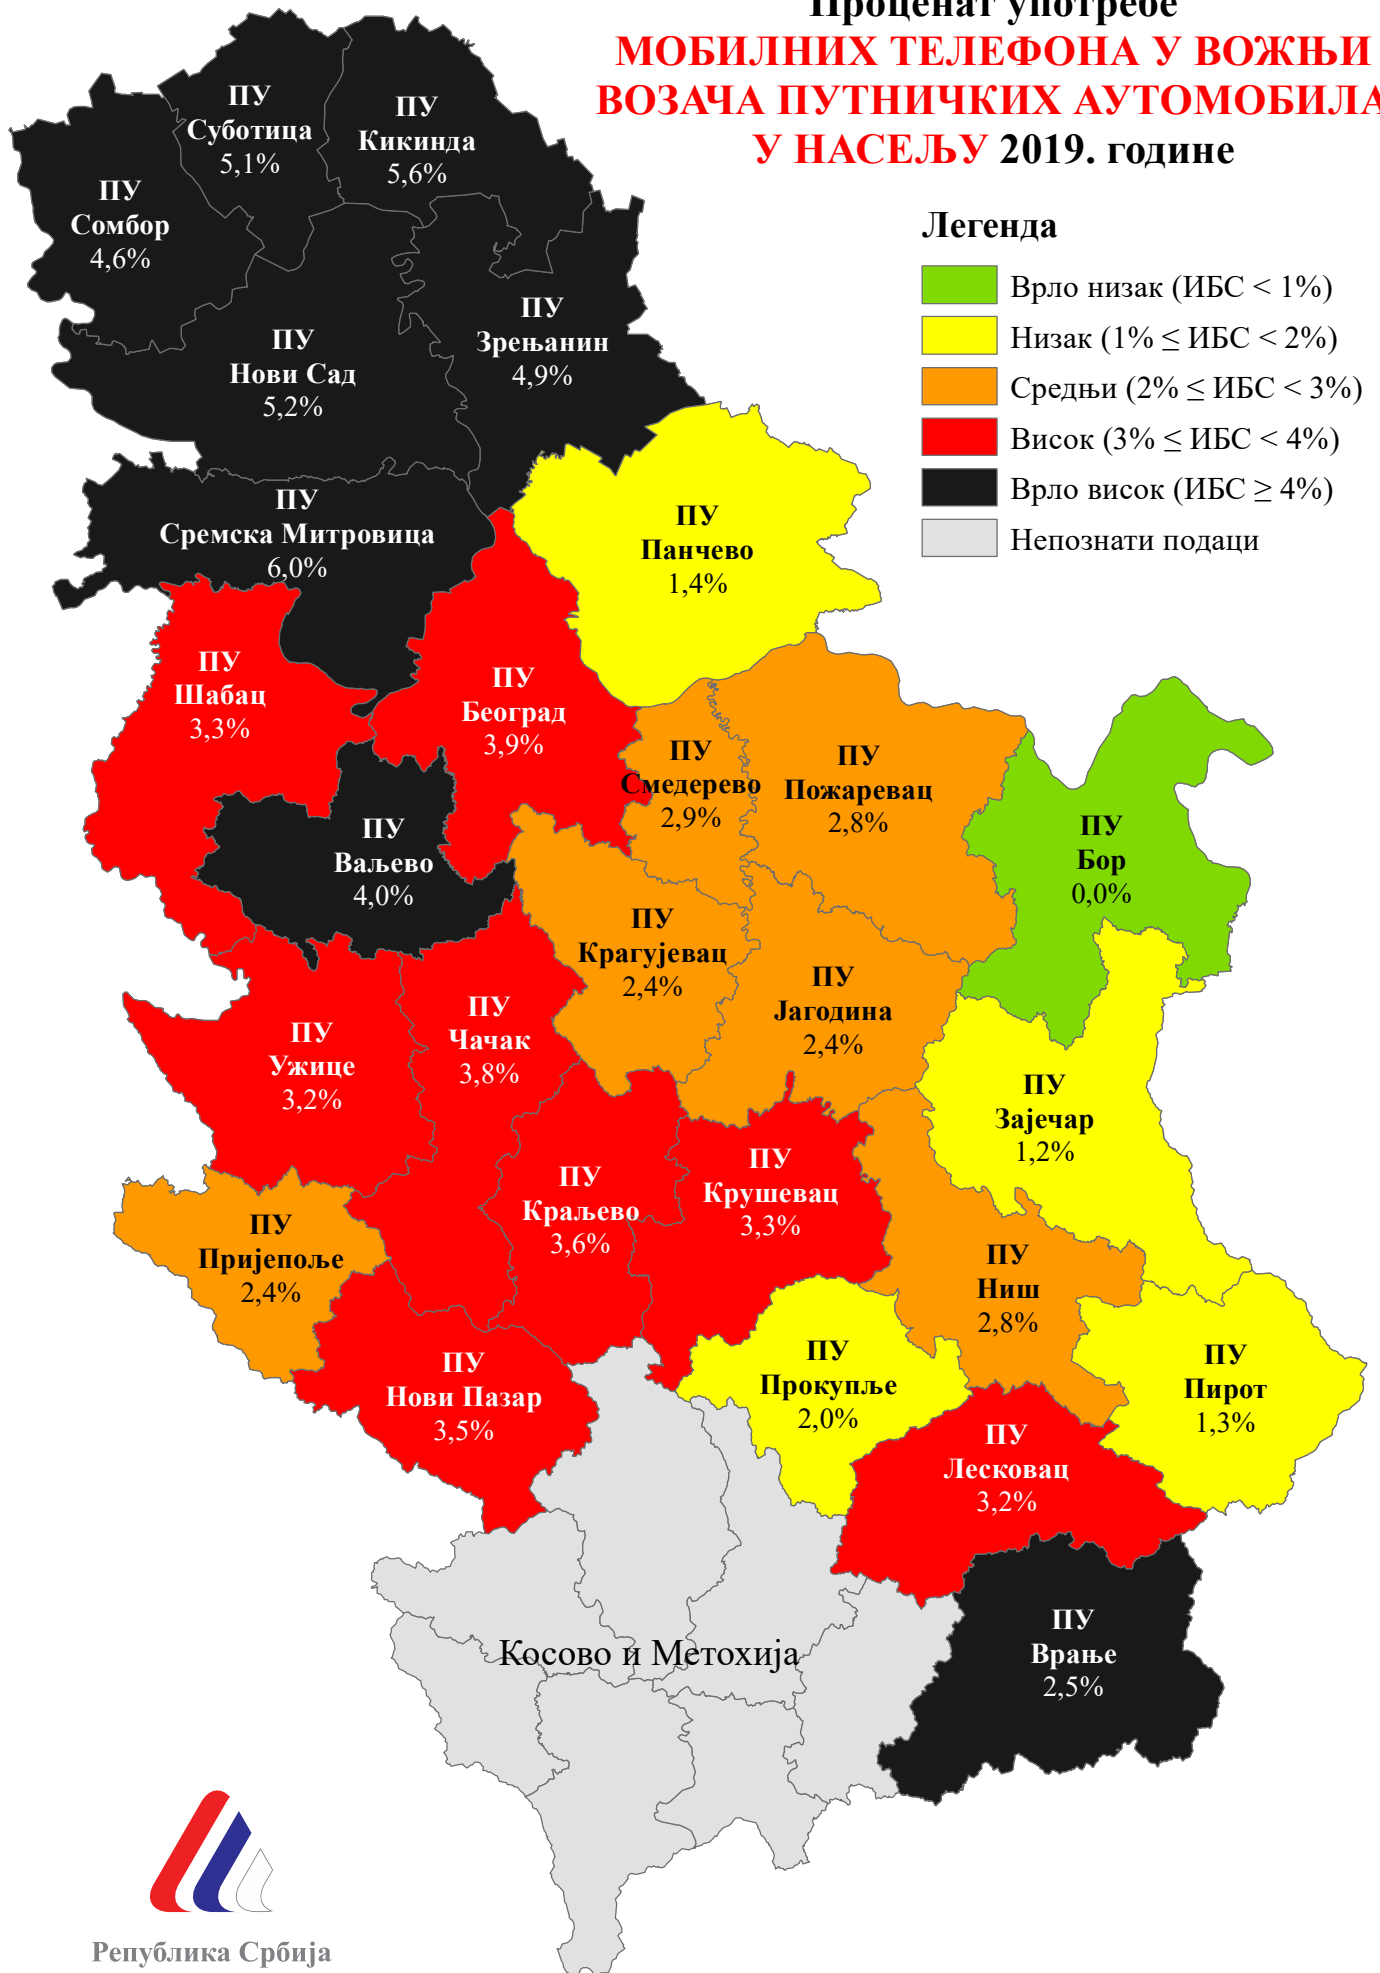 Проценат употребе
МОБИЛНИХ ТЕЛЕФОНА У ВОЖЊИ
ВОЗАЧА ПУТНИЧКИХ АУТОМОБИЛА
У НАСЕЉУ 2019. године
Легенда
Врло низак (ИБС < 1%)
Низак (1% ≤ ИБС < 2%)
Средњи (2% ≤ ИБС < 3%)
Висок (3% ≤ ИБС < 4%)
Врло висок (ИБС ≥ 4%)
Непознати подаци
ПУ
Суботица
5,1%
ПУ
Кикинда
5,6%
ПУ
Сомбор
4,6%
ПУ
Зрењанин
4,9%
ПУ
Нови Сад
5,2%
ПУ
Сремска Митровица
6,0%
ПУ
Панчево
1,4%
ПУ
Шабац
3,3%
ПУ
Београд
3,9%
ПУ
Смедерево
2,9%
ПУ
Пожаревац
2,8%
ПУ
Бор
0,0%
ПУ
Ваљево
4,0%
ПУ
Крагујевац
2,4%
ПУ
Јагодина
2,4%
ПУ
Чачак
3,8%
ПУ
Ужице
3,2%
ПУ
Зајечар
1,2%
ПУ
Краљево
3,6%
ПУ
Крушевац
3,3%
ПУ
Пријепоље
2,4%
ПУ
Ниш
2,8%
ПУ
Нови Пазар
3,5%
ПУ
Прокупље
2,0%
ПУ
Пирот
1,3%
ПУ
Лесковац
3,2%
ПУ
Врање
2,5%
Косово и Метохија
Република Србија